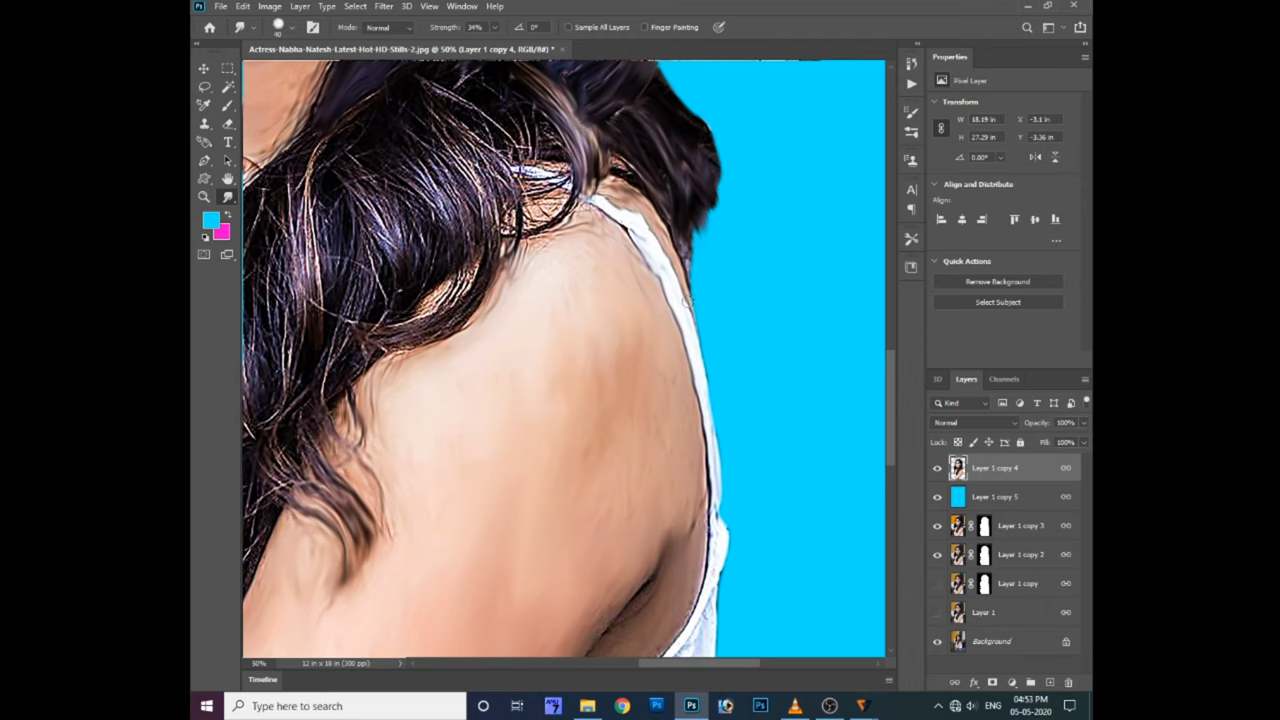 File Edit Image Layer Type Select Filter 3D View Window Help
40 Mode: Normal Strength: 34% 0° Sample All Layers Finger Painting
Actress-Nabha-Natesh-Latest-Hot-HD-Stills-2.jpg @ 50% (Layer 1 copy 4, RGB/8#) *
Properties
Pixel Layer
Transform
W 18.19 in X -3.1 in
H 27.29 in Y -3.36 in
0.00°
Align and Distribute
Align:
Quick Actions
Remove Background
Select Subject
3D Layers Channels
Kind
Normal Opacity: 100%
Lock: Fill: 100%
Layer 1 copy 4
Layer 1 copy 5
Layer 1 copy 3
Layer 1 copy 2
Layer 1 copy
Layer 1
Background
50% 12 in x 18 in (300 ppi)
Timeline
Type here to search
ENG
04:53 PM
05-05-2020